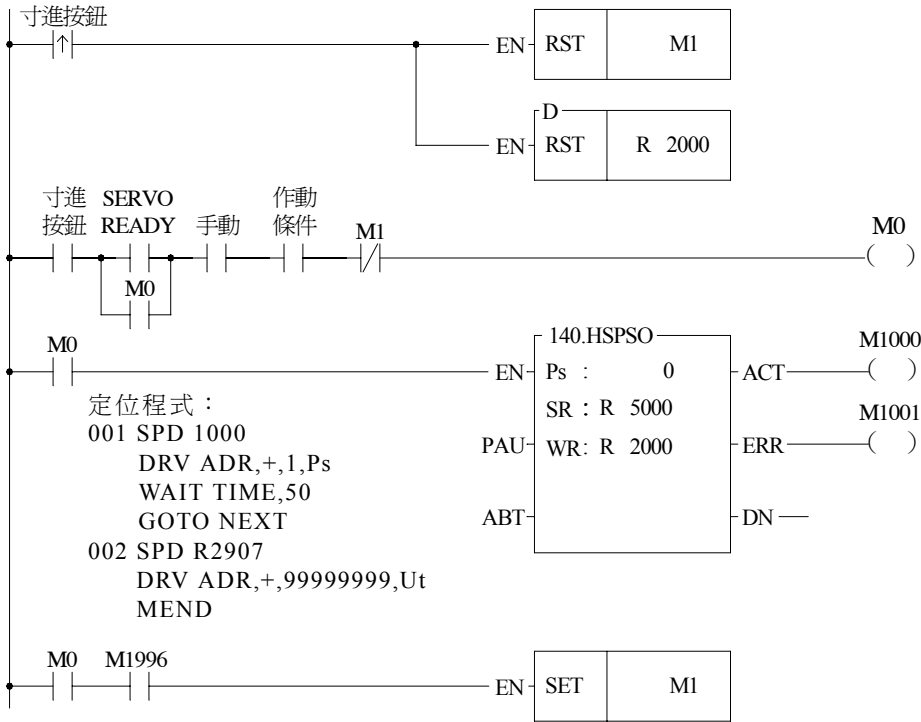 寸進按鈕
EN RST M1
D
EN RST R 2000
寸進 SERVO 作動
按鈕 READY 手動 條件 M1 M0
M0
M0 140.HSPSO M1000
EN Ps : 0 ACT
定位程式： SR : R 5000 M1001
001 SPD 1000 PAU WR: R 2000 ERR
DRV ADR,+,1,Ps
WAIT TIME,50
GOTO NEXT ABT DN
002 SPD R2907
DRV ADR,+,99999999,Ut
MEND
M0 M1996
EN SET M1